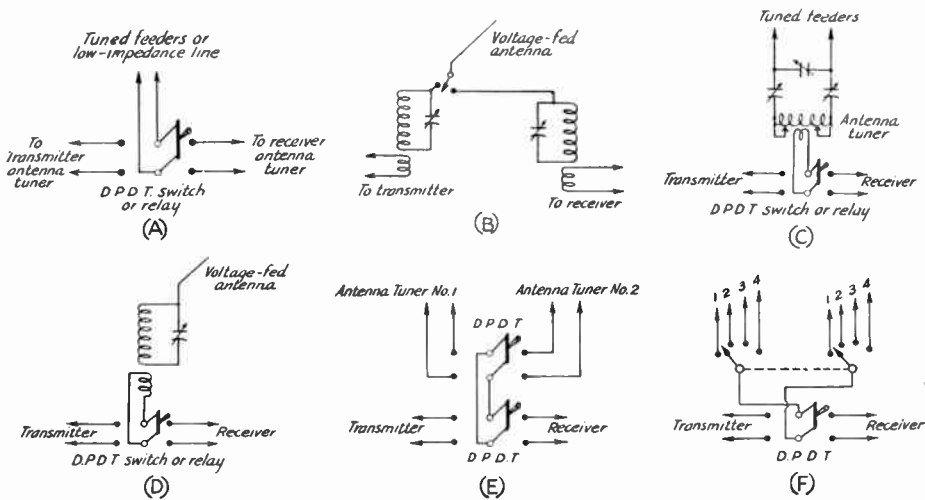 Tuned feeders or
low-impedance line
To
transmitter
antenna
tuner
To receiver
antenna
tuner
D.P.D.T. switch
or relay
(A)
Voltage-fed
antenna
To transmitter
To receiver
(B)
Tuned feeders
Antenna
tuner
Transmitter
Receiver
DPDT switch or relay
(C)
Voltage-fed
antenna
Transmitter
Receiver
D.P.D.T switch or relay
(D)
Antenna Tuner No.1
Antenna Tuner No.2
D P D T
Transmitter
Receiver
D P D T
(E)
1 2 3 4
1 2 3 4
Transmitter
Receiver
D P D T
(F)